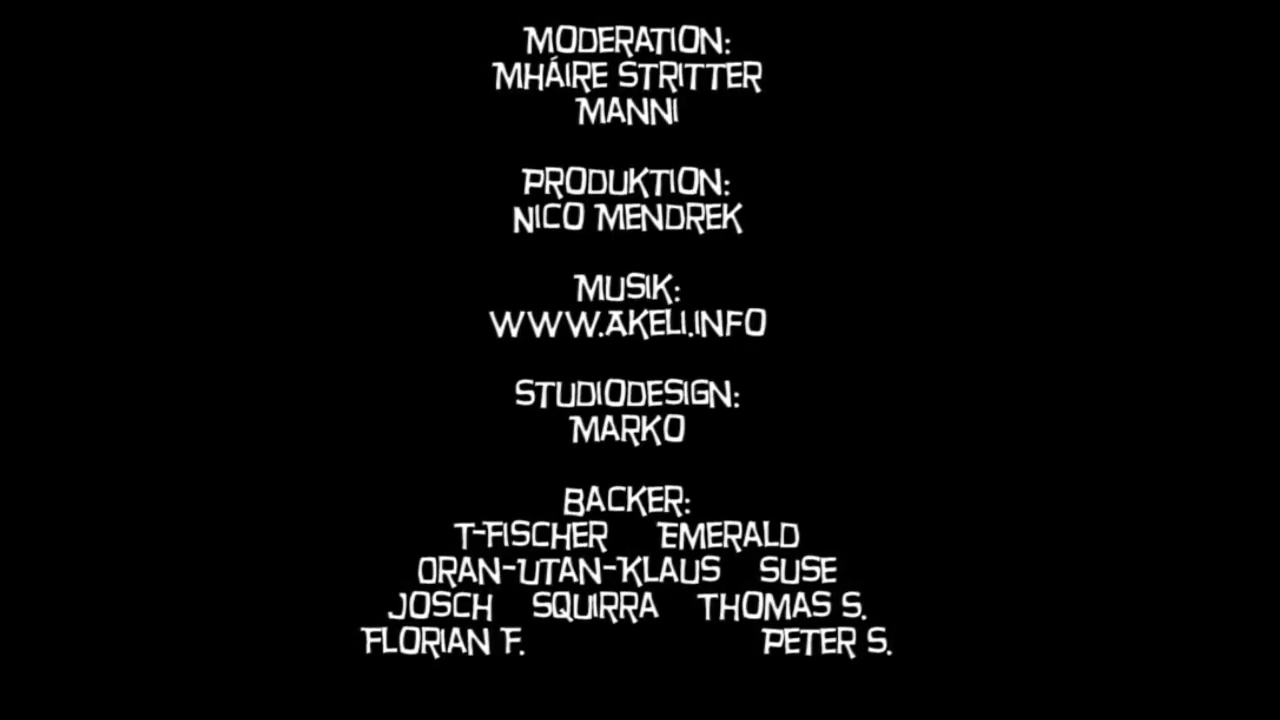 MODERATION:
MHÁIRE STRITTER
MANNI
PRODUKTION:
NICO MENDREK
MUSIK:
WWW.AKELI.INFO
STUDIODESIGN:
MARKO
BACKER:
T-FISCHER EMERALD
ORAN-UTAN-KLAUS SUSE
JOSCH SQUIRRA THOMAS S.
FLORIAN F. PETER S.